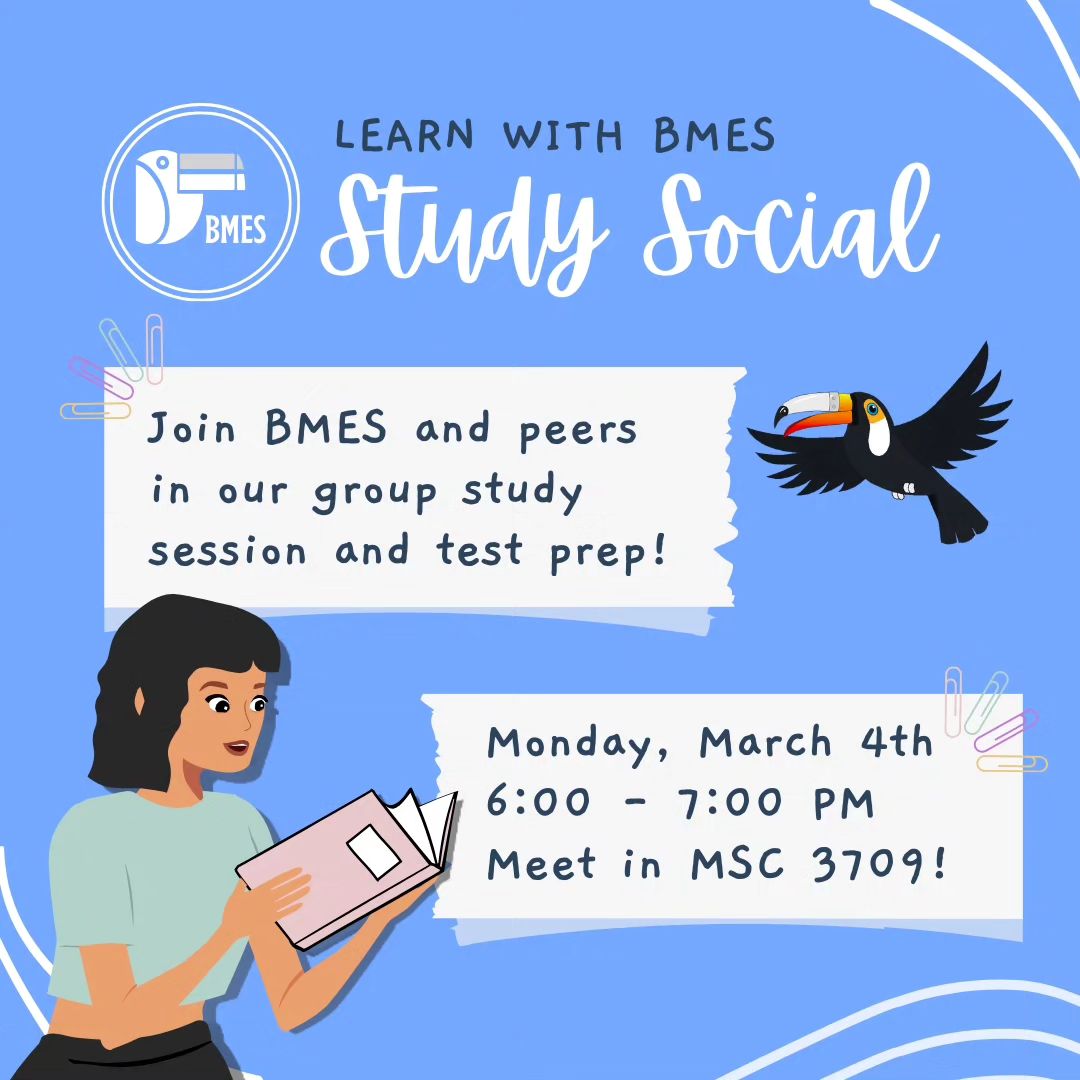 BMES
LEARN WITH BMES
Study Social
Join BMES and peers
in our group study
session and test prep!
Monday, March 4th
6:00 - 7:00 PM
Meet in MSC 3709!